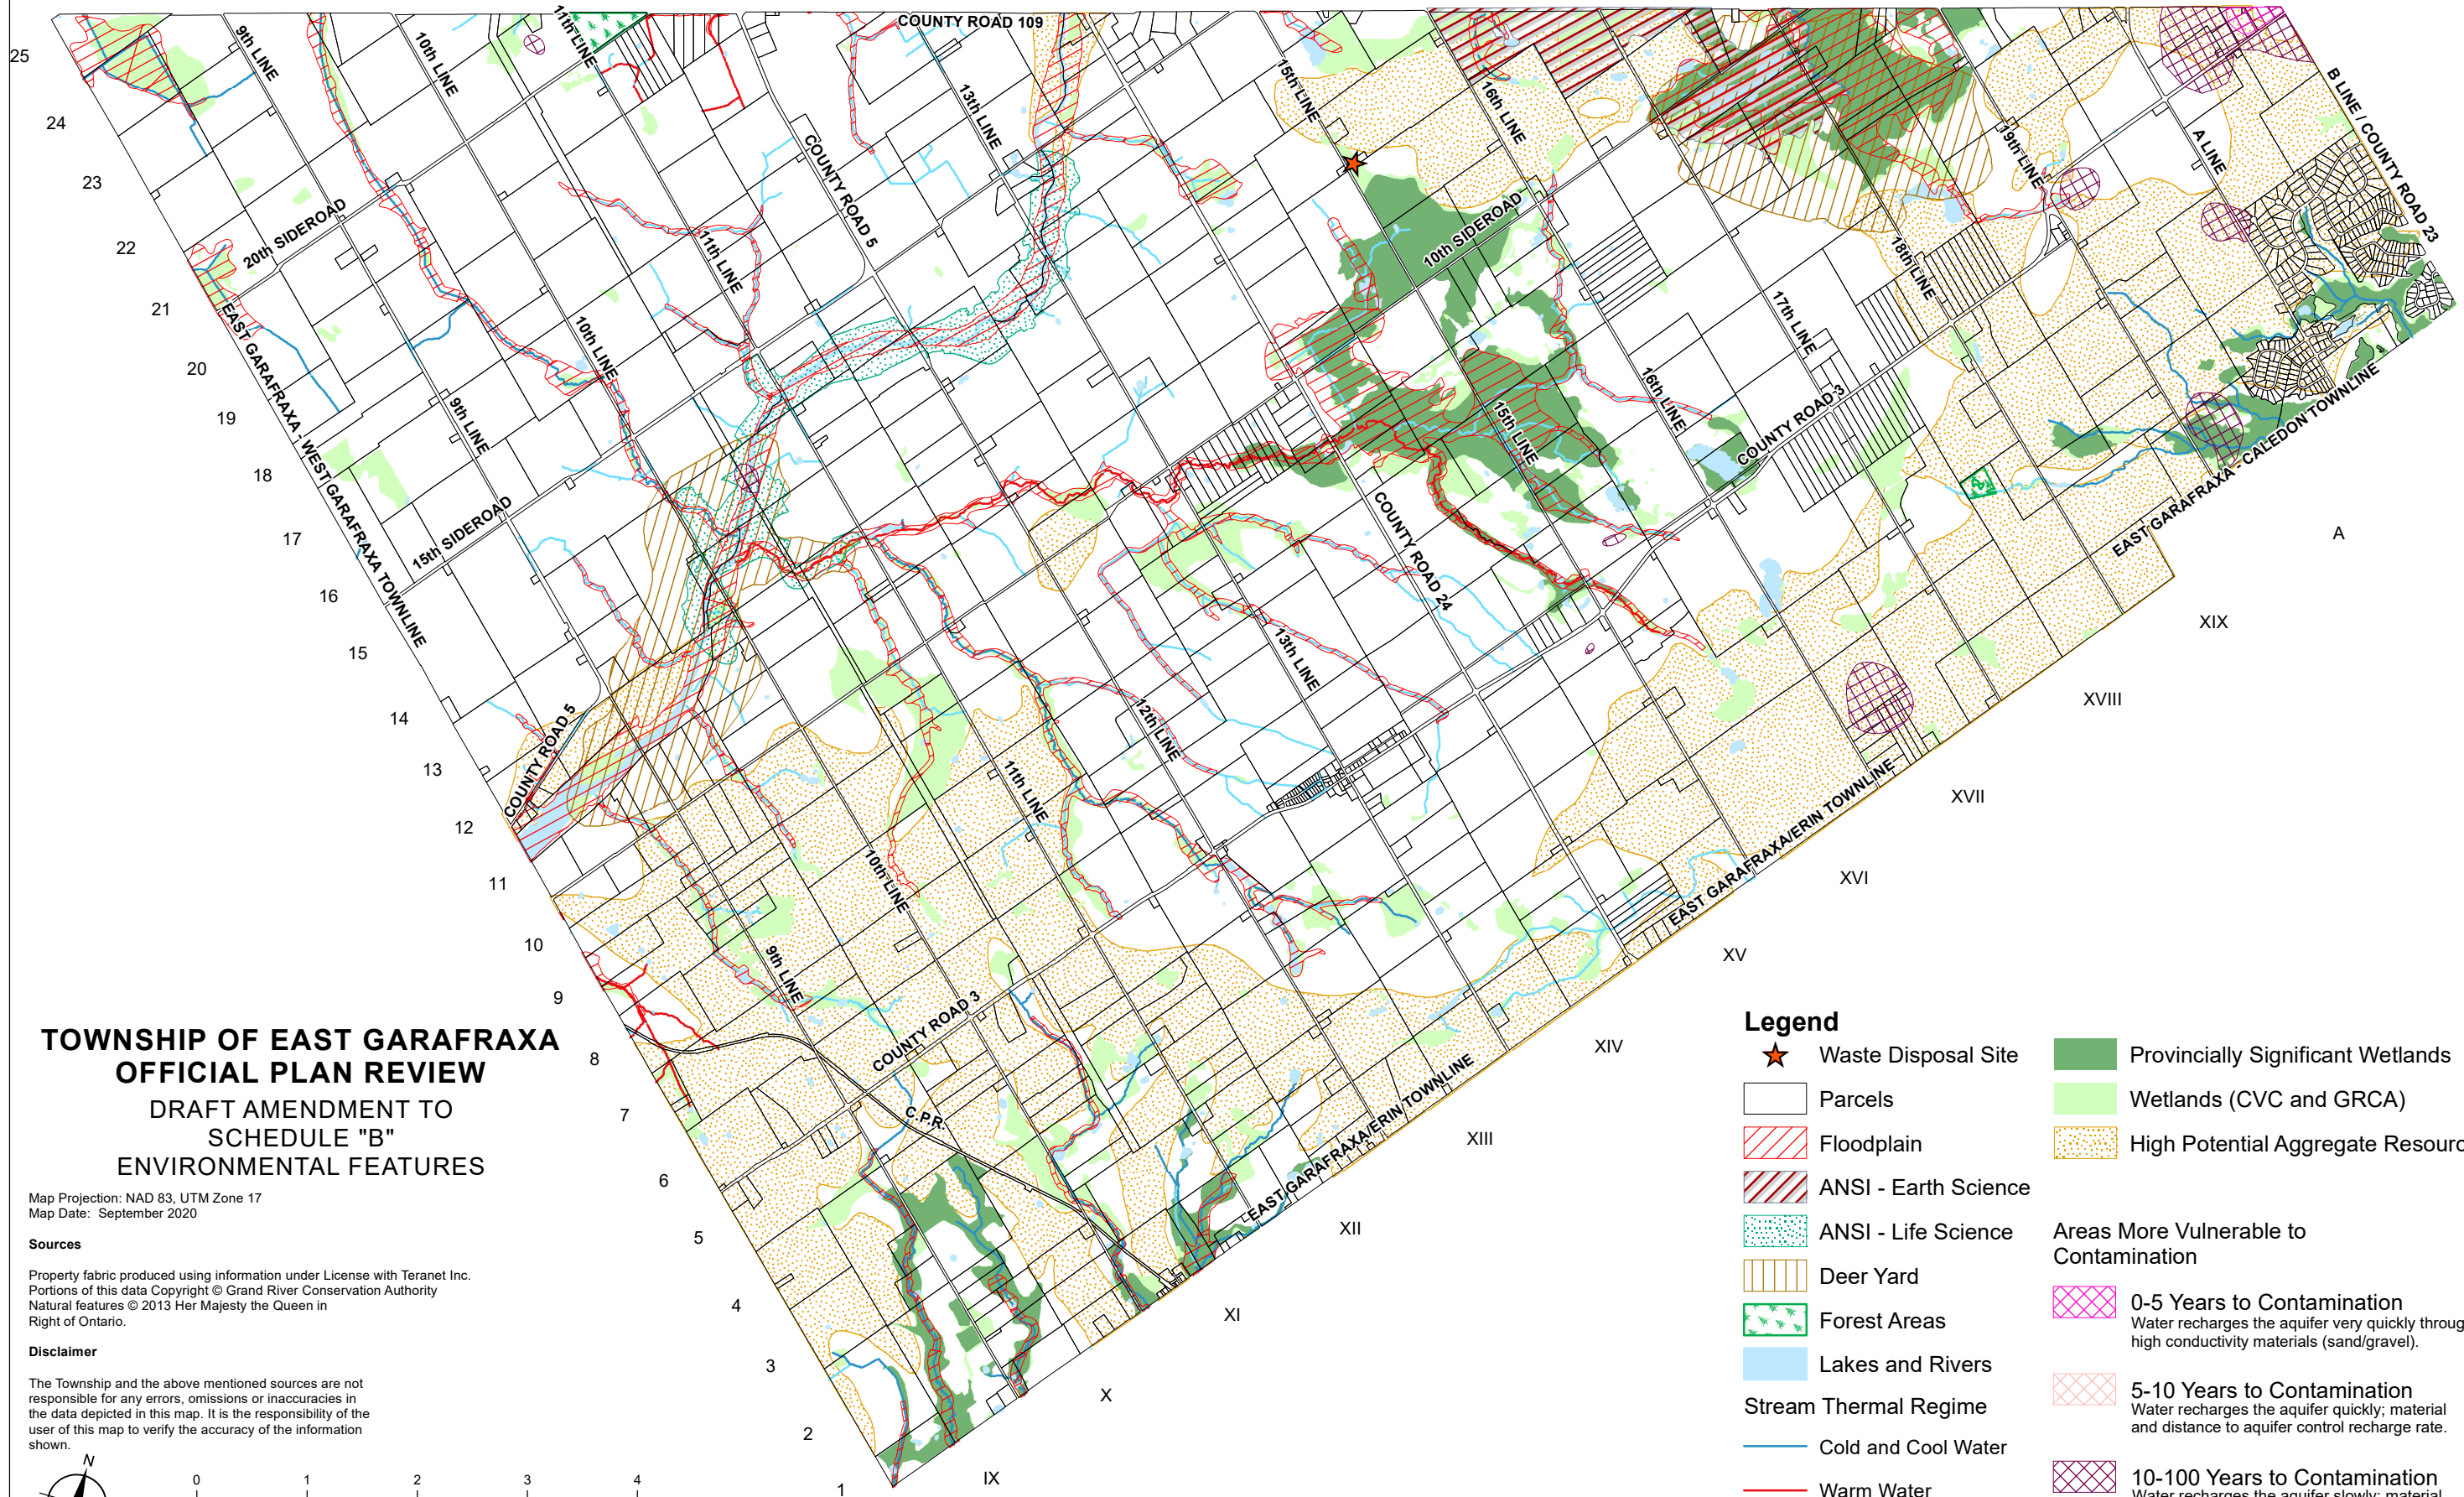 COUNTY ROAD 109
25
24
23
22
21
20
19
18
17
16
15
14
13
12
11
10
9
8
7
6
5
4
3
2
1
9th LINE
10th LINE
11th LINE
13th LINE
15th LINE
16th LINE
19th LINE
A LINE
B LINE / COUNTY ROAD 23
COUNTY ROAD 5
20th SIDEROAD
11th LINE
10th SIDEROAD
18th LINE
17th LINE
EAST GARAFRAXA - WEST GARAFRAXA TOWNLINE
10th LINE
9th LINE
16th LINE
15th LINE
COUNTY ROAD 3
EAST GARAFRAXA - CALEDON TOWNLINE
15th SIDEROAD
COUNTY ROAD 24
13th LINE
12th LINE
COUNTY ROAD 5
11th LINE
10th LINE
9th LINE
EAST GARAFRAXA/ERIN TOWNLINE
COUNTY ROAD 3
C.P.R.
EAST GARAFRAXA/ERIN TOWNLINE
A
XIX
XVIII
XVII
XVI
XV
XIV
XIII
XII
XI
X
IX
TOWNSHIP OF EAST GARAFRAXA
OFFICIAL PLAN REVIEW
DRAFT AMENDMENT TO
SCHEDULE "B"
ENVIRONMENTAL FEATURES
Map Projection: NAD 83, UTM Zone 17
Map Date: September 2020
Sources
Property fabric produced using information under License with Teranet Inc.
Portions of this data Copyright © Grand River Conservation Authority
Natural features © 2013 Her Majesty the Queen in
Right of Ontario.
Disclaimer
The Township and the above mentioned sources are not
responsible for any errors, omissions or inaccuracies in
the data depicted in this map. It is the responsibility of the
user of this map to verify the accuracy of the information
shown.
N
0 1 2 3 4
Legend
Waste Disposal Site
Parcels
Floodplain
ANSI - Earth Science
ANSI - Life Science
Deer Yard
Forest Areas
Lakes and Rivers
Stream Thermal Regime
Cold and Cool Water
Warm Water
Provincially Significant Wetlands
Wetlands (CVC and GRCA)
High Potential Aggregate Resourc
Areas More Vulnerable to
Contamination
0-5 Years to Contamination
Water recharges the aquifer very quickly throug
high conductivity materials (sand/gravel).
5-10 Years to Contamination
Water recharges the aquifer quickly; material
and distance to aquifer control recharge rate.
10-100 Years to Contamination
Water recharges the aquifer slowly; material